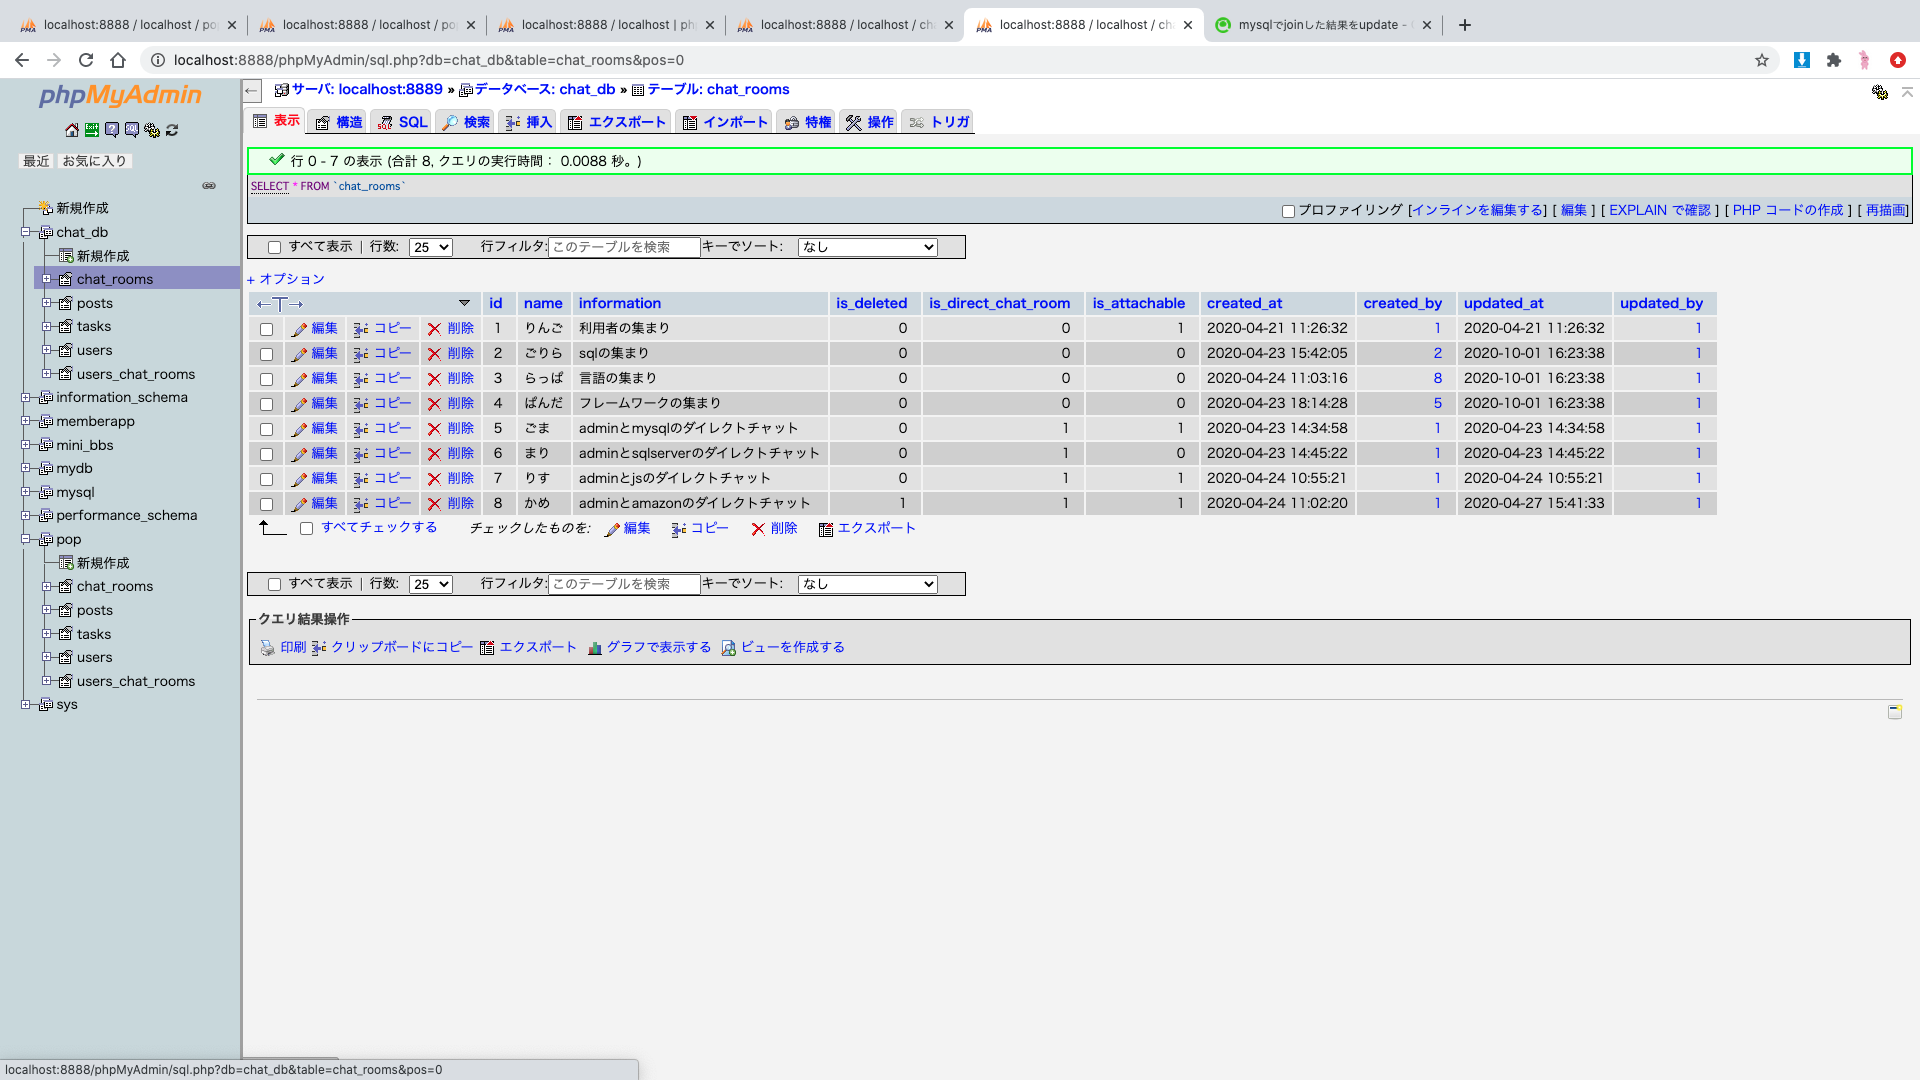 localhost:8888 / localhost / po
localhost:8888 / localhost / po
localhost:8888 / localhost | ph
localhost:8888 / localhost / ch
localhost:8888 / localhost / ch
mysqlでjoinした結果をupdate -
localhost:8888/phpMyAdmin/sql.php?db=chat_db&table=chat_rooms&pos=0
phpMyAdmin
最近 お気に入り
新規作成
chat_db
新規作成
chat_rooms
posts
tasks
users
users_chat_rooms
information_schema
memberapp
mini_bbs
mydb
mysql
performance_schema
pop
新規作成
chat_rooms
posts
tasks
users
users_chat_rooms
sys
サーバ: localhost:8889 » データベース: chat_db » テーブル: chat_rooms
表示 構造 SQL 検索 挿入 エクスポート インポート 特権 操作 トリガ
行 0 - 7 の表示 (合計 8, クエリの実行時間： 0.0088 秒。)
SELECT * FROM `chat_rooms`
プロファイリング [インラインを編集する] [ 編集 ] [ EXPLAIN で確認 ] [ PHP コードの作成 ] [ 再描画]
すべて表示 | 行数: 25 行フィルタ: このテーブルを検索 キーでソート: なし
+ オプション
←T→ id name information is_deleted is_direct_chat_room is_attachable created_at created_by updated_at updated_by
編集 コピー 削除 1 りんご 利用者の集まり 0 0 1 2020-04-21 11:26:32 1 2020-04-21 11:26:32 1
編集 コピー 削除 2 ごりら sqlの集まり 0 0 0 2020-04-23 15:42:05 2 2020-10-01 16:23:38 1
編集 コピー 削除 3 らっぱ 言語の集まり 0 0 0 2020-04-24 11:03:16 8 2020-10-01 16:23:38 1
編集 コピー 削除 4 ぱんだ フレームワークの集まり 0 0 0 2020-04-23 18:14:28 5 2020-10-01 16:23:38 1
編集 コピー 削除 5 ごま adminとmysqlのダイレクトチャット 0 1 1 2020-04-23 14:34:58 1 2020-04-23 14:34:58 1
編集 コピー 削除 6 まり adminとsqlserverのダイレクトチャット 0 1 0 2020-04-23 14:45:22 1 2020-04-23 14:45:22 1
編集 コピー 削除 7 りす adminとjsのダイレクトチャット 0 1 1 2020-04-24 10:55:21 1 2020-04-24 10:55:21 1
編集 コピー 削除 8 かめ adminとamazonのダイレクトチャット 1 1 1 2020-04-24 11:02:20 1 2020-04-27 15:41:33 1
すべてチェックする チェックしたものを: 編集 コピー 削除 エクスポート
すべて表示 | 行数: 25 行フィルタ: このテーブルを検索 キーでソート: なし
クエリ結果操作
印刷 クリップボードにコピー エクスポート グラフで表示する ビューを作成する
localhost:8888/phpMyAdmin/sql.php?db=chat_db&table=chat_rooms&pos=0